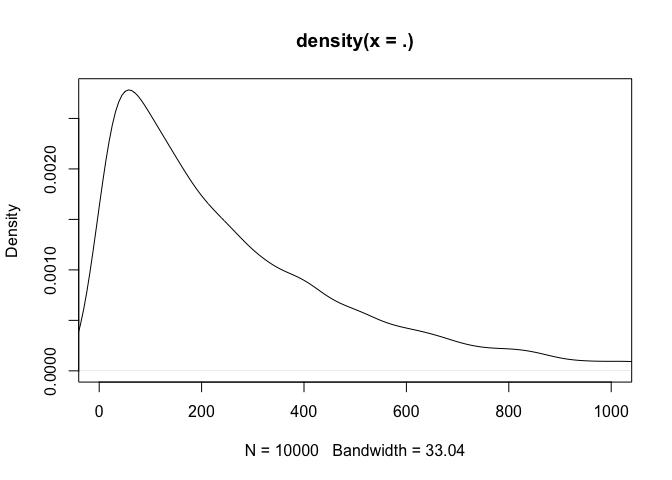 density(x = .)
Density
0.0020
0.0010
0.0000
0 200 400 600 800 1000
N = 10000 Bandwidth = 33.04